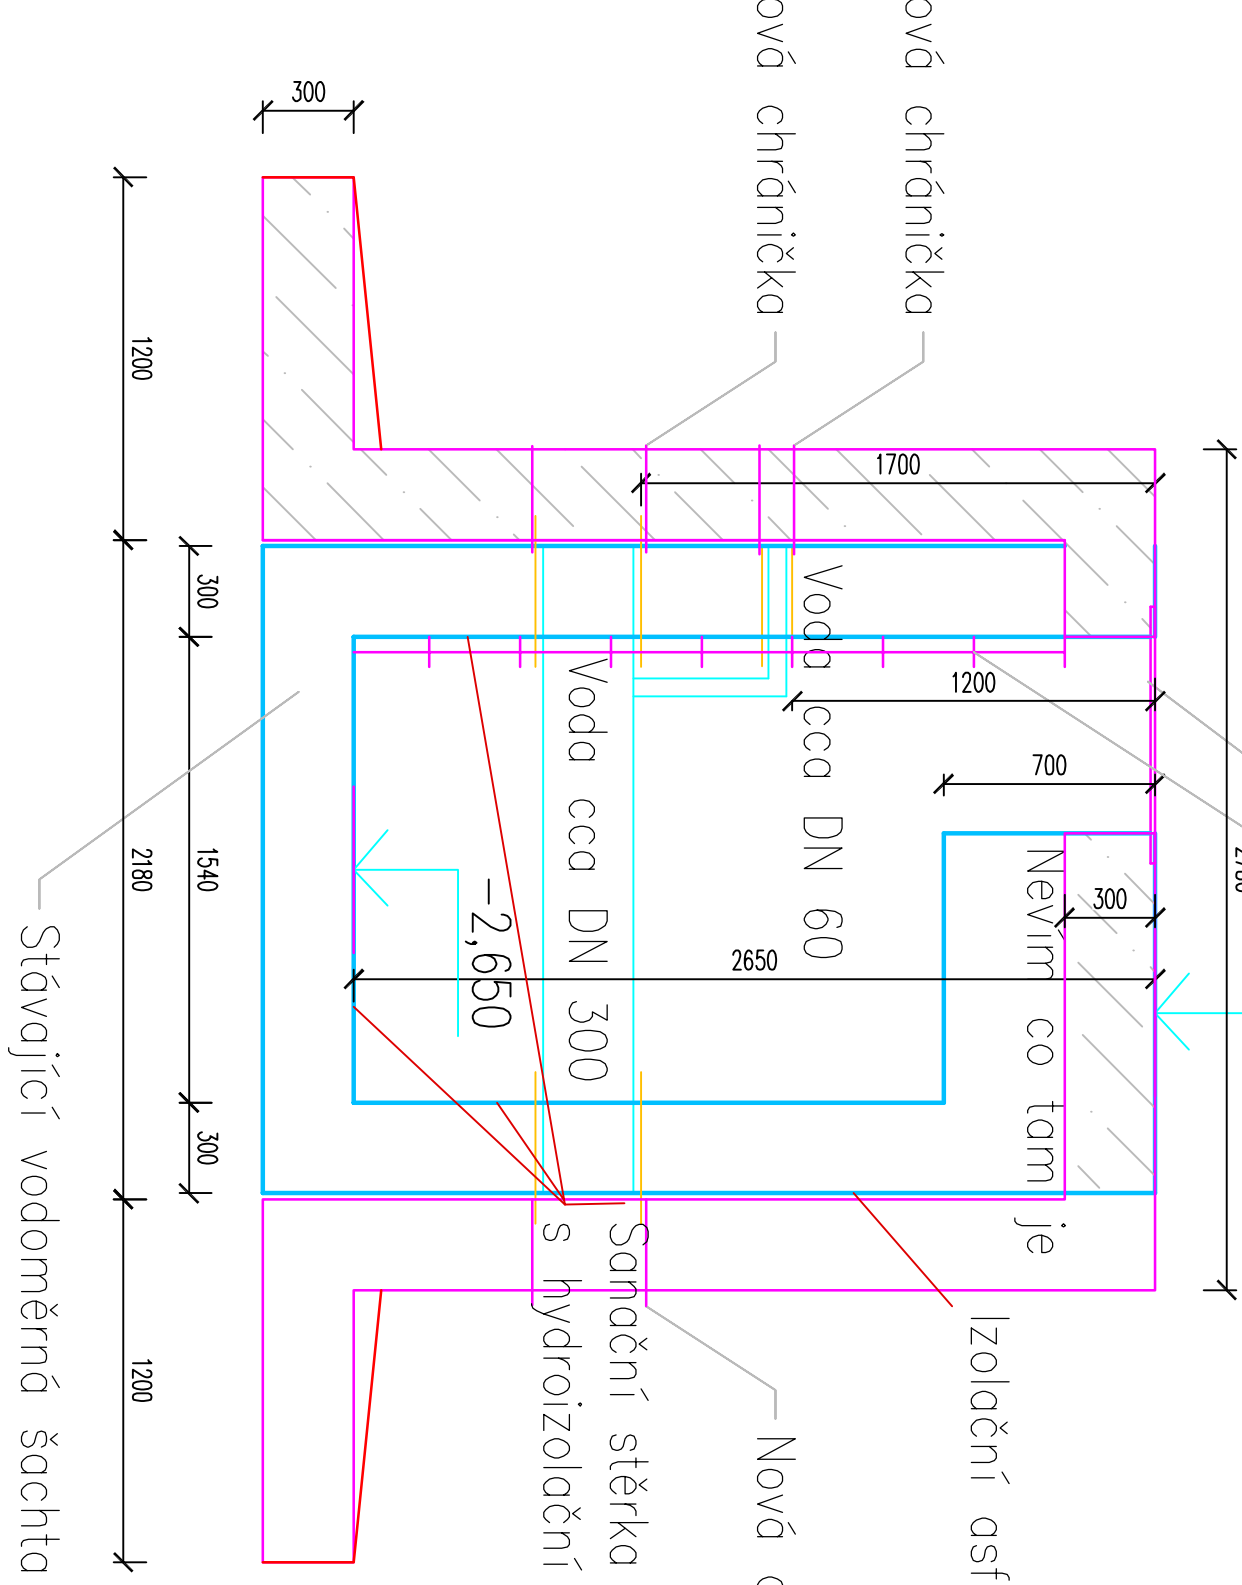 ová chránička
ová chránička
300
1200
2180
1200
300
1540
300
1700
1200
700
300
2650
Voda cca DN 60
Voda cca DN 300
-2,650
Nevím co tam je
Sanační stěrka
s hydroizolační
Izolační asf
Nová
Stávající vodoměrná šachta